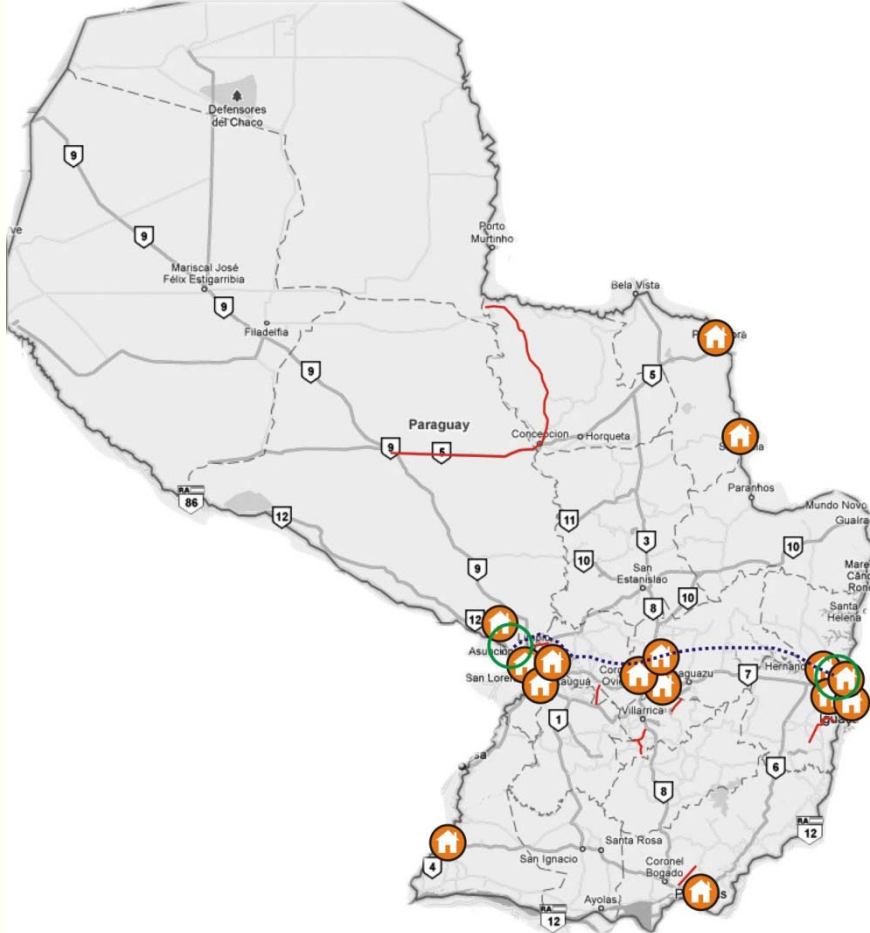 Defensores
del Chaco
9
ve
9
Porto
Murtinho
Mariscal José
Félix Estigarribia
9
Bela Vista
Filadelfia
9
5
Paraguay
Concepcion
Horqueta
9
5
RA
86
Paranhos
12
11
Mundo Novo
Guaíra
3
10
10
9
San
Estanislao
10
8
12
Santa
Helena
Asuncion
San Loren
Hernand
7
Villarrica
1
6
8
RA
12
Santa Rosa
San Ignacio
4
Coronel
Bogado
Ayolas
RA
12